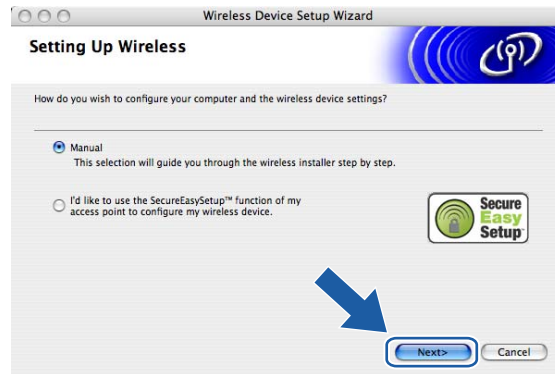 Wireless Device Setup Wizard
Setting Up Wireless
How do you wish to configure your computer and the wireless device settings?
Manual
This selection will guide you through the wireless installer step by step.
I'd like to use the SecureEasySetup™ function of my
access point to configure my wireless device.
Secure
Easy
Setup
Next>
Cancel